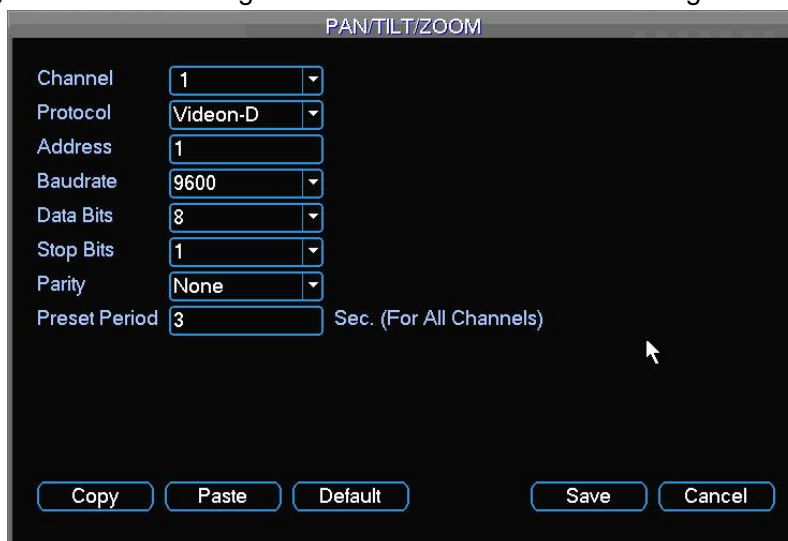 PAN/TILT/ZOOM
Channel 1
Protocol Videon-D
Address 1
Baudrate 9600
Data Bits 8
Stop Bits 1
Parity None
Preset Period 3 Sec. (For All Channels)
Copy Paste Default Save Cancel